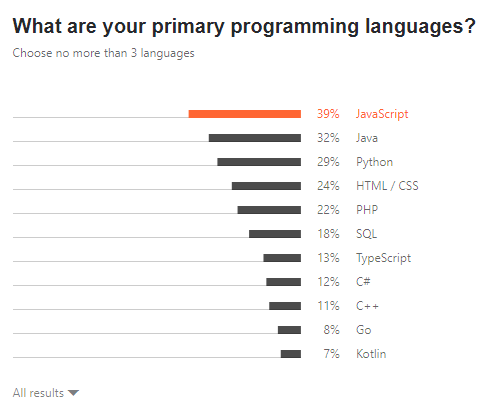 What are your primary programming languages?
Choose no more than 3 languages
39% JavaScript
32% Java
29% Python
24% HTML / CSS
22% PHP
18% SQL
13% TypeScript
12% C#
11% C++
8% Go
7% Kotlin
All results